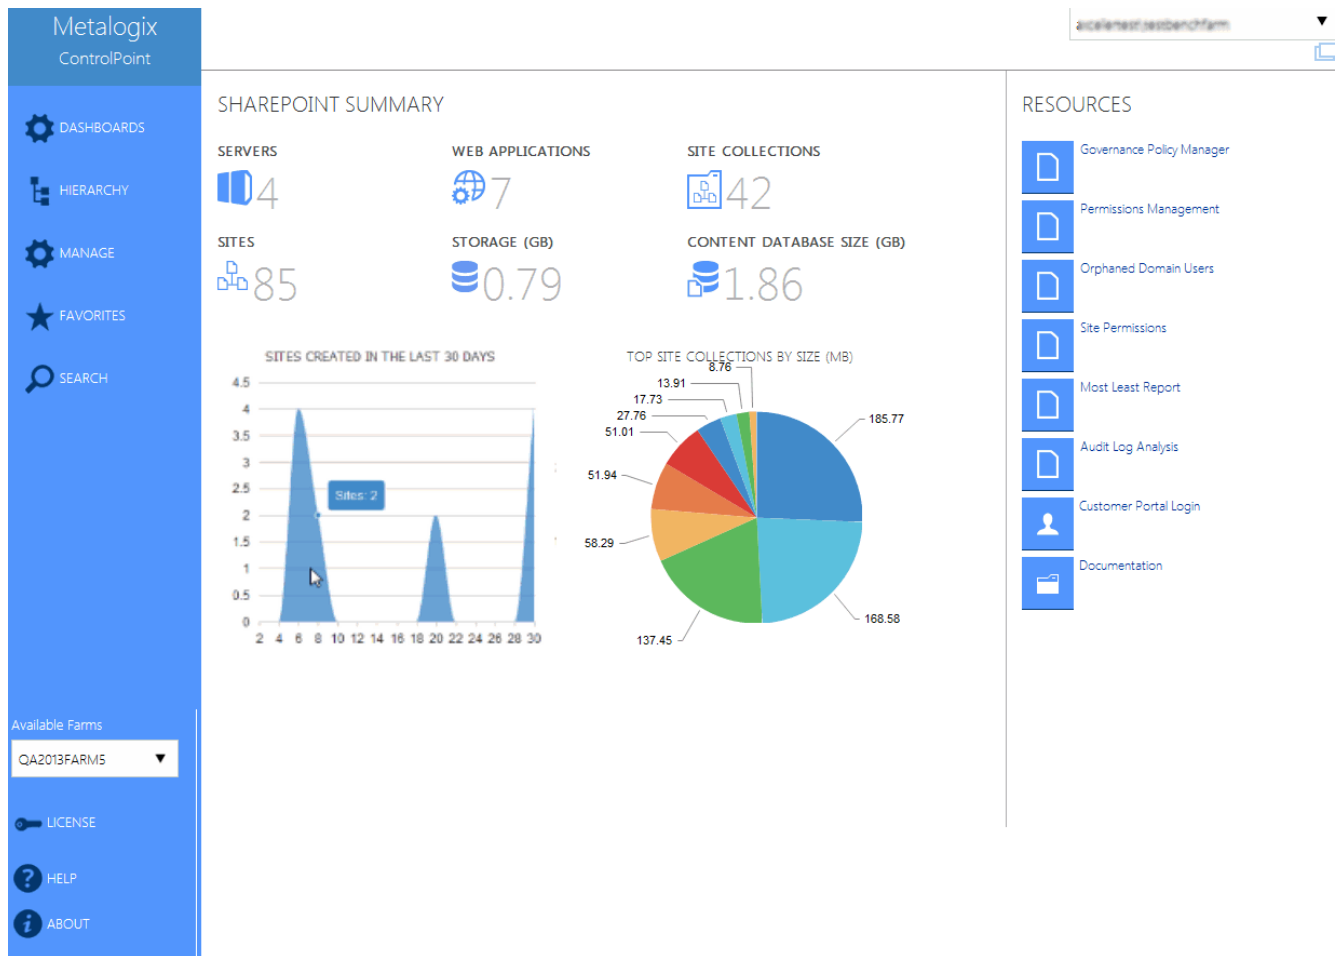 Metalogix
ControlPoint
DASHBOARDS
HIERARCHY
MANAGE
FAVORITES
SEARCH
Available Farms
QA2013FARM5
LICENSE
HELP
ABOUT
SHAREPOINT SUMMARY
SERVERS
4
WEB APPLICATIONS
7
SITE COLLECTIONS
42
SITES
85
STORAGE (GB)
0.79
CONTENT DATABASE SIZE (GB)
1.86
SITES CREATED IN THE LAST 30 DAYS
4.5
4
3.5
3
2.5
2
1.5
1
0.5
0
2 4 6 8 10 12 14 16 18 20 22 24 26 28 30
Sites: 2
TOP SITE COLLECTIONS BY SIZE (MB)
8.76
13.91
17.73
27.76
51.01
51.94
58.29
137.45
168.58
185.77
RESOURCES
Governance Policy Manager
Permissions Management
Orphaned Domain Users
Site Permissions
Most Least Report
Audit Log Analysis
Customer Portal Login
Documentation